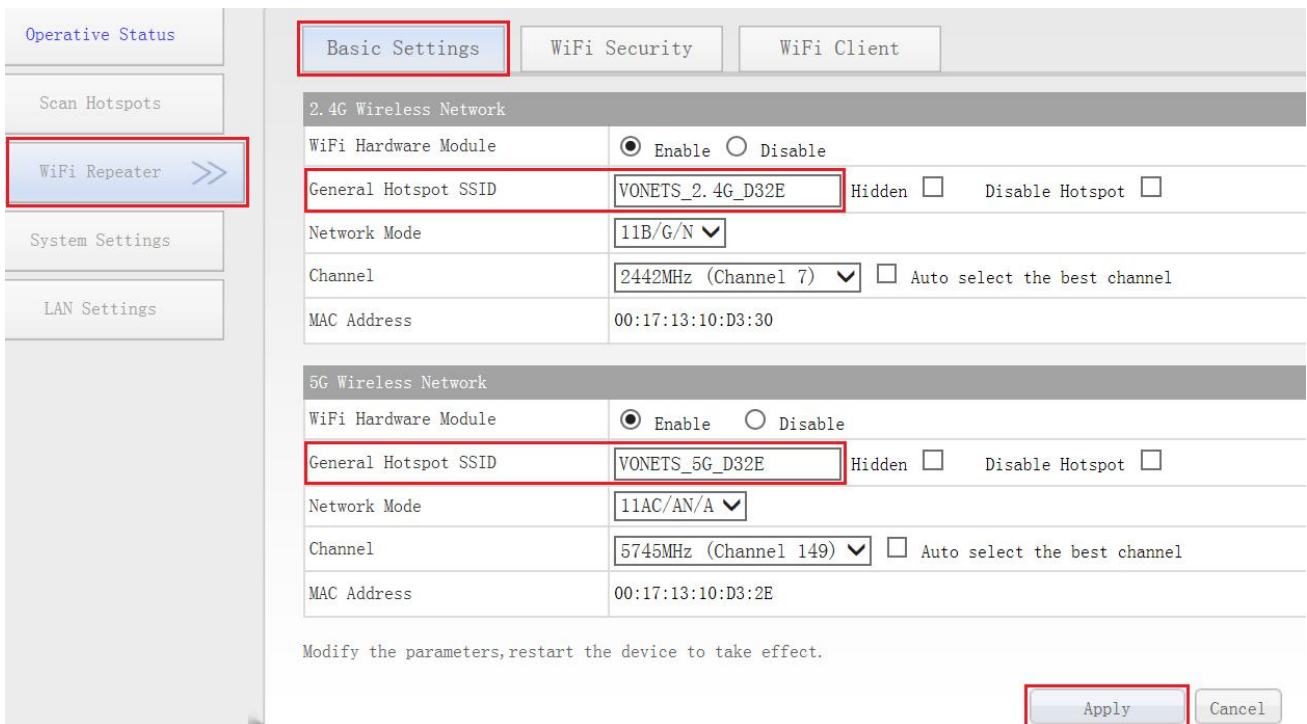 Operative Status
Scan Hotspots
WiFi Repeater >>
System Settings
LAN Settings
Basic Settings WiFi Security WiFi Client
2.4G Wireless Network
WiFi Hardware Module Enable Disable
General Hotspot SSID VONETS_2.4G_D32E Hidden Disable Hotspot
Network Mode 11B/G/N
Channel 2442MHz (Channel 7) Auto select the best channel
MAC Address 00:17:13:10:D3:30
5G Wireless Network
WiFi Hardware Module Enable Disable
General Hotspot SSID VONETS_5G_D32E Hidden Disable Hotspot
Network Mode 11AC/AN/A
Channel 5745MHz (Channel 149) Auto select the best channel
MAC Address 00:17:13:10:D3:2E
Modify the parameters,restart the device to take effect.
Apply Cancel